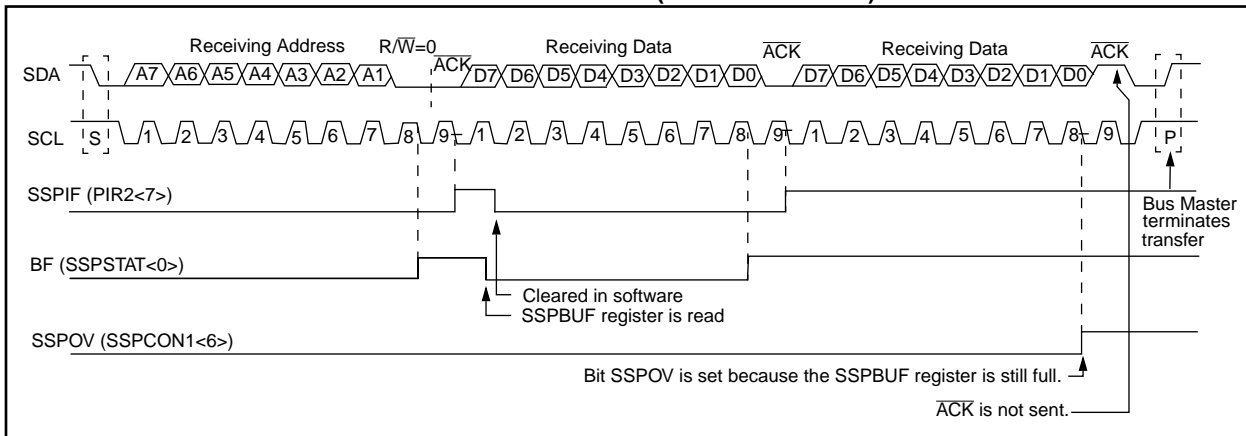 Receiving Address R/W=0 Receiving Data ACK Receiving Data ACK
ACK
SDA A7 A6 A5 A4 A3 A2 A1 D7 D6 D5 D4 D3 D2 D1 D0 D7 D6 D5 D4 D3 D2 D1 D0
SCL S 1 2 3 4 5 6 7 8 9 1 2 3 4 5 6 7 8 9 1 2 3 4 5 6 7 8 9 P
SSPIF (PIR2<7>)
Bus Master
terminates
transfer
BF (SSPSTAT<0>)
Cleared in software
SSPBUF register is read
SSPOV (SSPCON1<6>)
Bit SSPOV is set because the SSPBUF register is still full.
ACK is not sent.